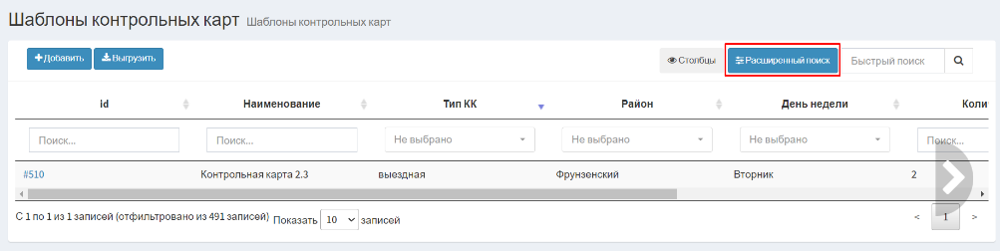 Шаблоны контрольных карт Шаблоны контрольных карт
Добавить Выгрузить Столбцы Расширенный поиск Быстрый поиск
id Наименование Тип КК Район День недели Коли
Поиск... Поиск... Не выбрано Не выбрано Не выбрано Поиск...
#510 Контрольная карта 2.3 выездная Фрунзенский Вторник 2
С 1 по 1 из 1 записей (отфильтровано из 491 записей) Показать 10 записей < 1 >